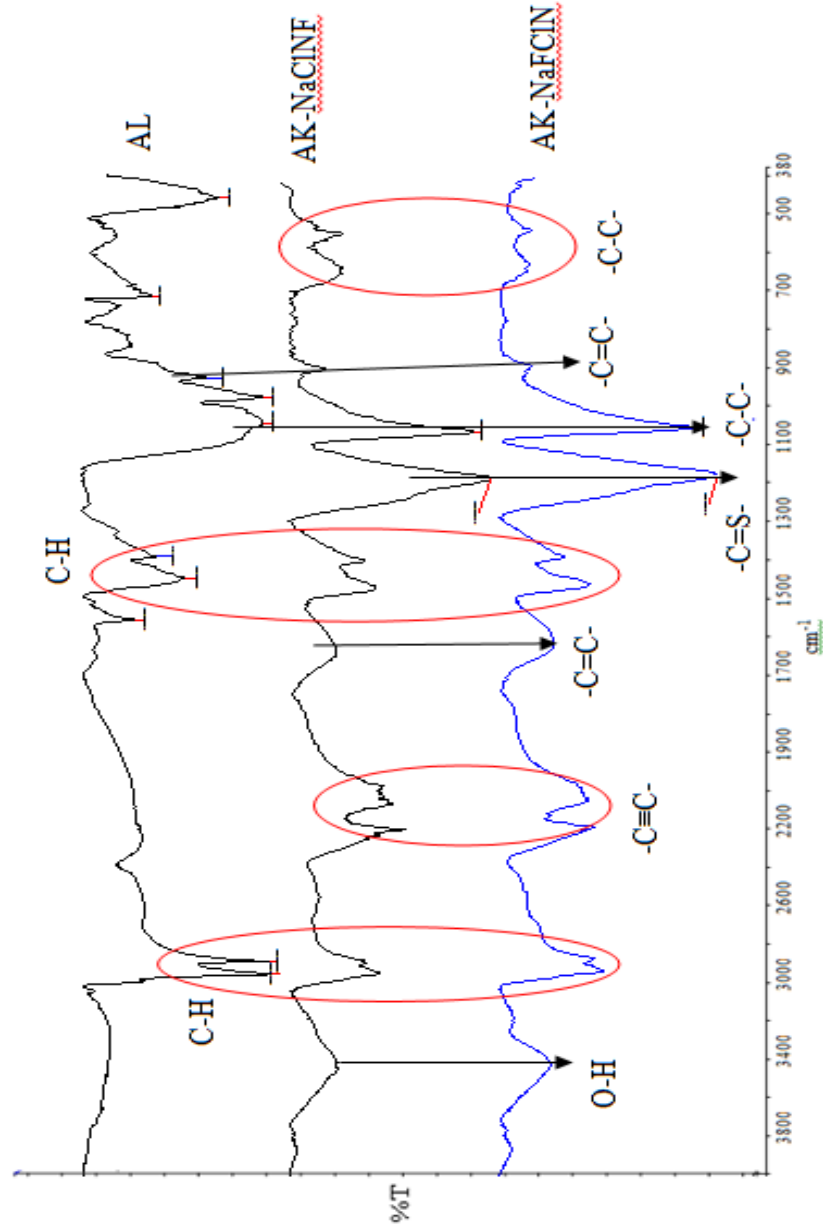 AL
AK-NaClNF
AK-NaFClN
C-H
C-H
O-H
-C≡C-
-C=C-
-C=S-
-C-C-
-C=C-
-C-C-
%T
3800
3400
3000
2600
2200
1900
1700
1500
1300
1100
900
700
500
380
cm-1